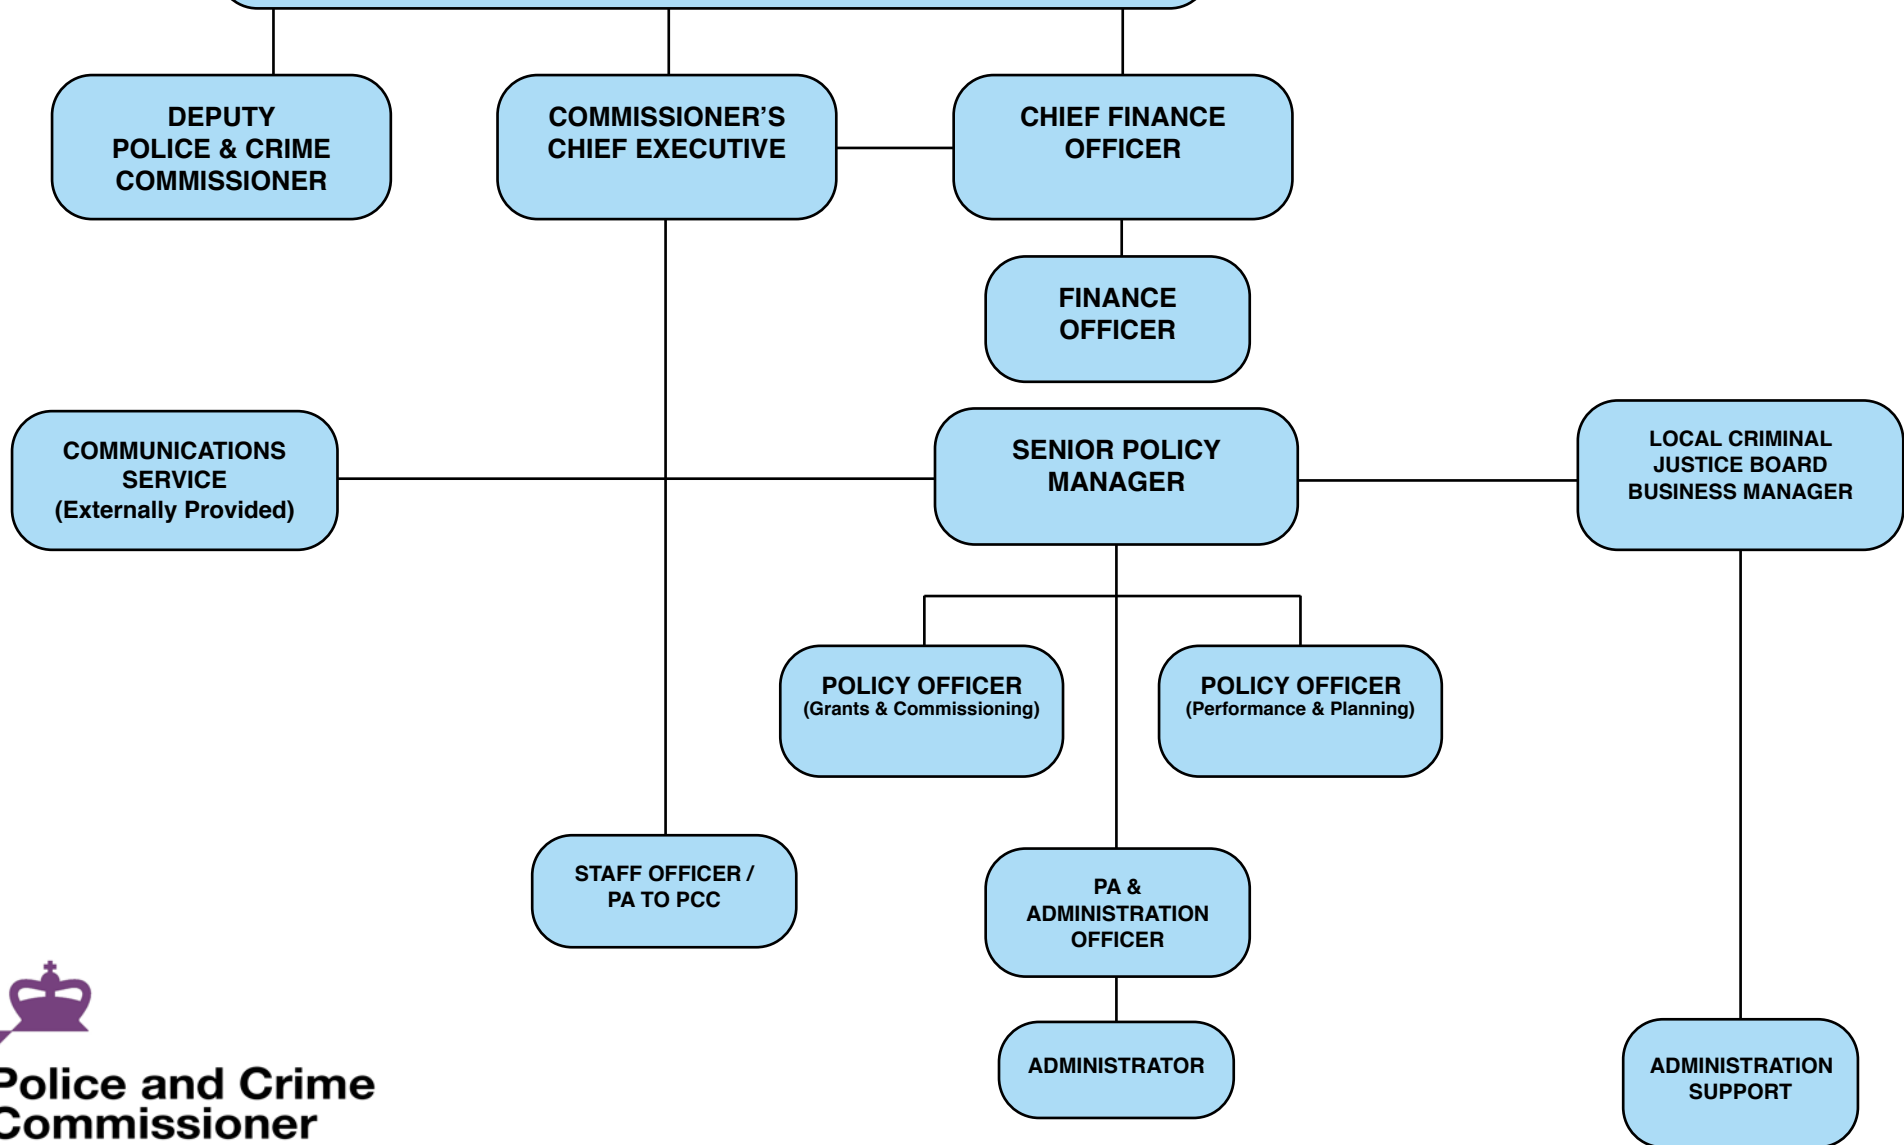 DEPUTY
POLICE & CRIME
COMMISSIONER
COMMISSIONER’S
CHIEF EXECUTIVE
CHIEF FINANCE
OFFICER
FINANCE
OFFICER
COMMUNICATIONS
SERVICE
(Externally Provided)
SENIOR POLICY
MANAGER
LOCAL CRIMINAL
JUSTICE BOARD
BUSINESS MANAGER
POLICY OFFICER
(Grants & Commissioning)
POLICY OFFICER
(Performance & Planning)
STAFF OFFICER /
PA TO PCC
PA &
ADMINISTRATION
OFFICER
ADMINISTRATOR
ADMINISTRATION
SUPPORT
Police and Crime
Commissioner